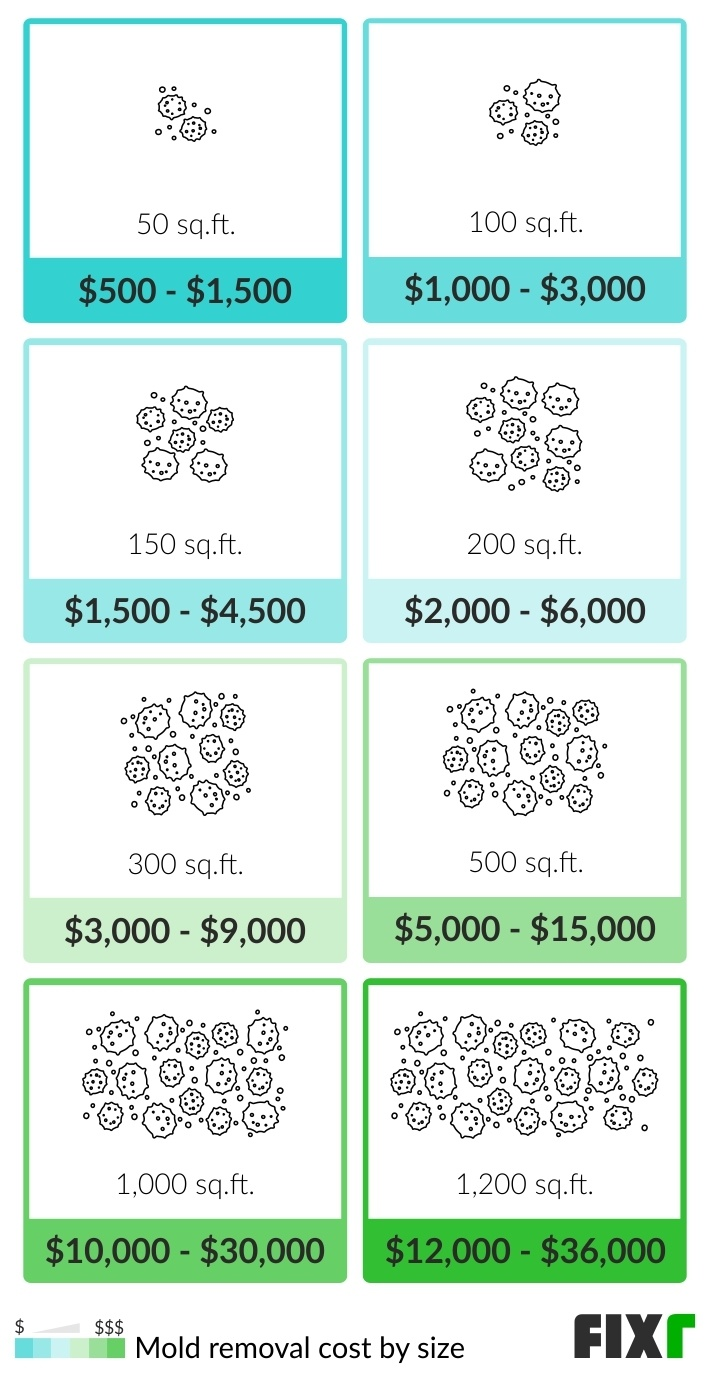 50 sq.ft.
$500 - $1,500
100 sq.ft.
$1,000 - $3,000
150 sq.ft.
$1,500 - $4,500
200 sq.ft.
$2,000 - $6,000
300 sq.ft.
$3,000 - $9,000
500 sq.ft.
$5,000 - $15,000
1,000 sq.ft.
$10,000 - $30,000
1,200 sq.ft.
$12,000 - $36,000
$ $$$
Mold removal cost by size
FIXr